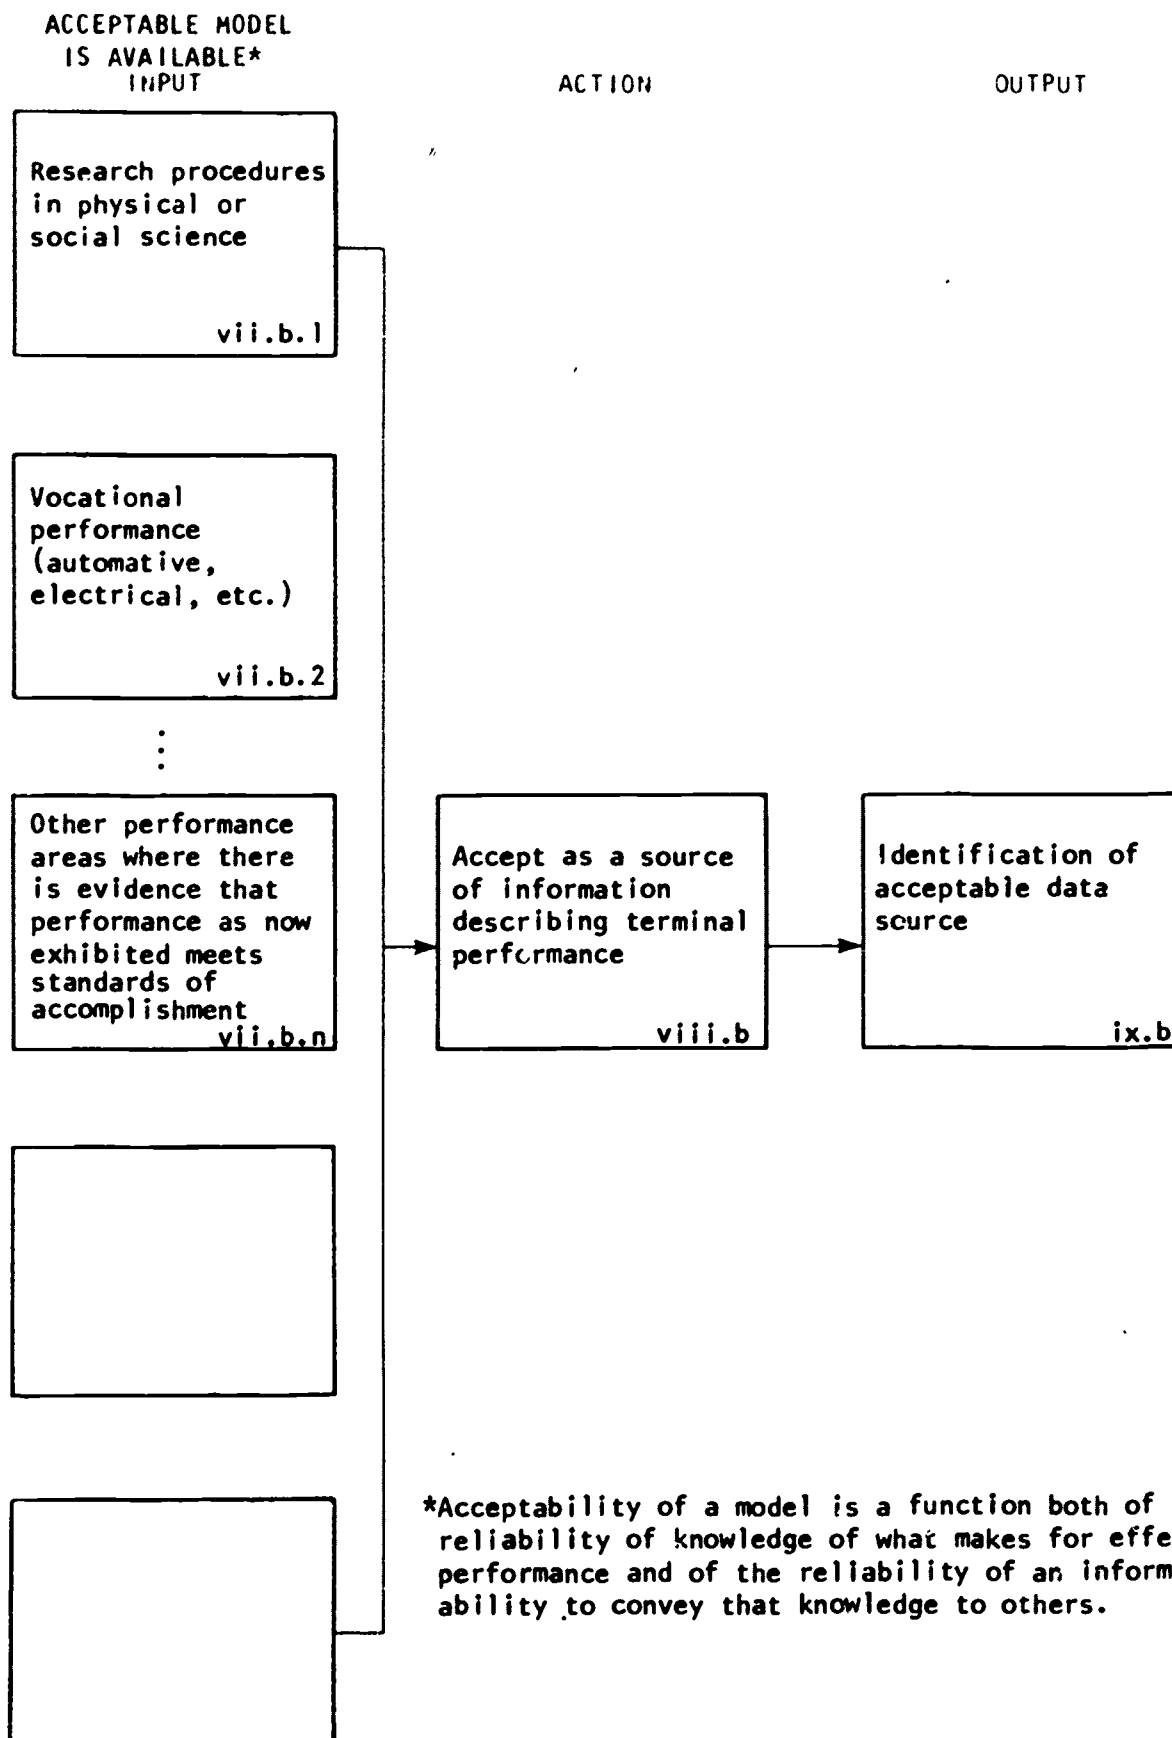 ACCEPTABLE MODEL
IS AVAILABLE*
INPUT
ACTION
OUTPUT
Research procedures
in physical or
social science
vii.b.1
Vocational
performance
(automative,
electrical, etc.)
vii.b.2
Other performance
areas where there
is evidence that
performance as now
exhibited meets
standards of
accomplishment
vii.b.n
Accept as a source
of information
describing terminal
performance
viii.b
Identification of
acceptable data
source
ix.b
*Acceptability of a model is a function both of
reliability of knowledge of what makes for effe
performance and of the reliability of an inform
ability to convey that knowledge to others.